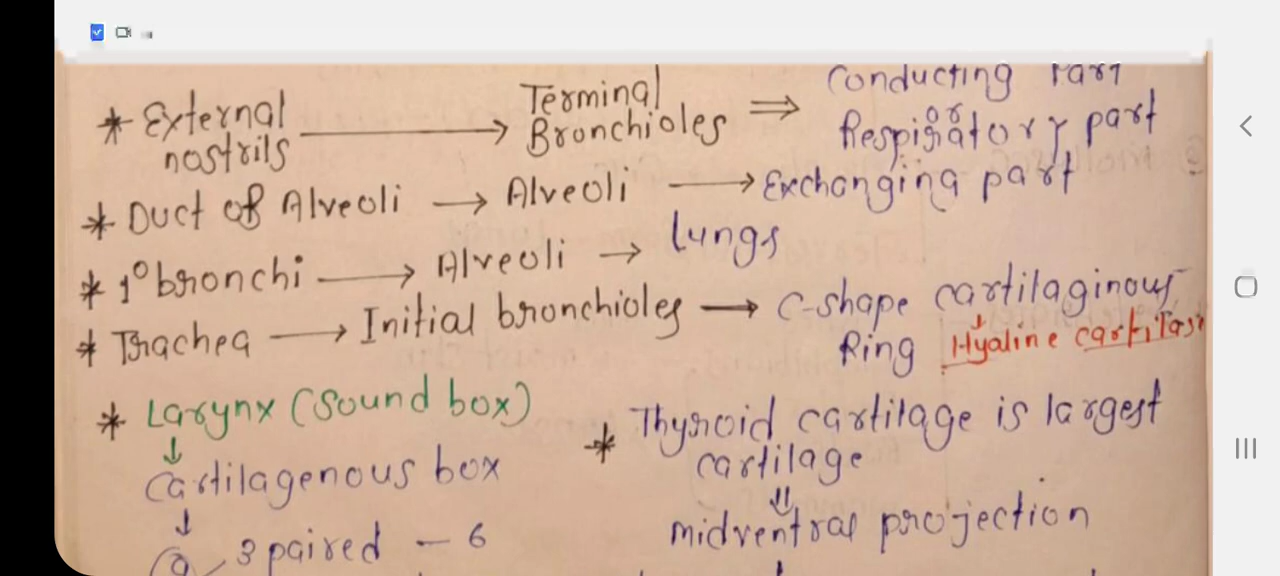 Conducting Part
* External nostrils → Terminal Bronchioles ⇒ or
Respiratory part
* Duct of Alveoli → Alveoli → Exchanging part
* 1° bronchi → Alveoli → Lungs
* Trachea → Initial bronchioles → C-shape cartilaginous
Ring Hyaline cartilag
* Larynx (Sound box)
↓
Cartilagenous box
↓
9 3 paired - 6
* Thyroid cartilage is largest
cartilage
⇓
midventral projection